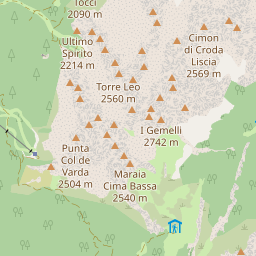 Tocci
2090 m
Ultimo
Spirito
2214 m
Cimon
di Croda
Liscia
2569 m
Torre Leo
2560 m
I Gemelli
2742 m
Punta
Col de
Varda
2504 m
Maraia
Cima Bassa
2540 m